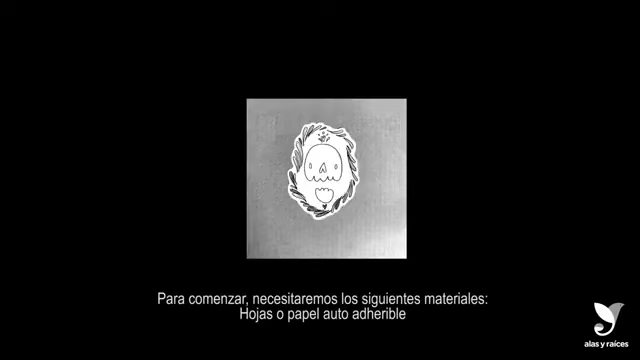 Para comenzar, necesitaremos los siguientes materiales:
Hojas o papel auto adherible
alas y raíces